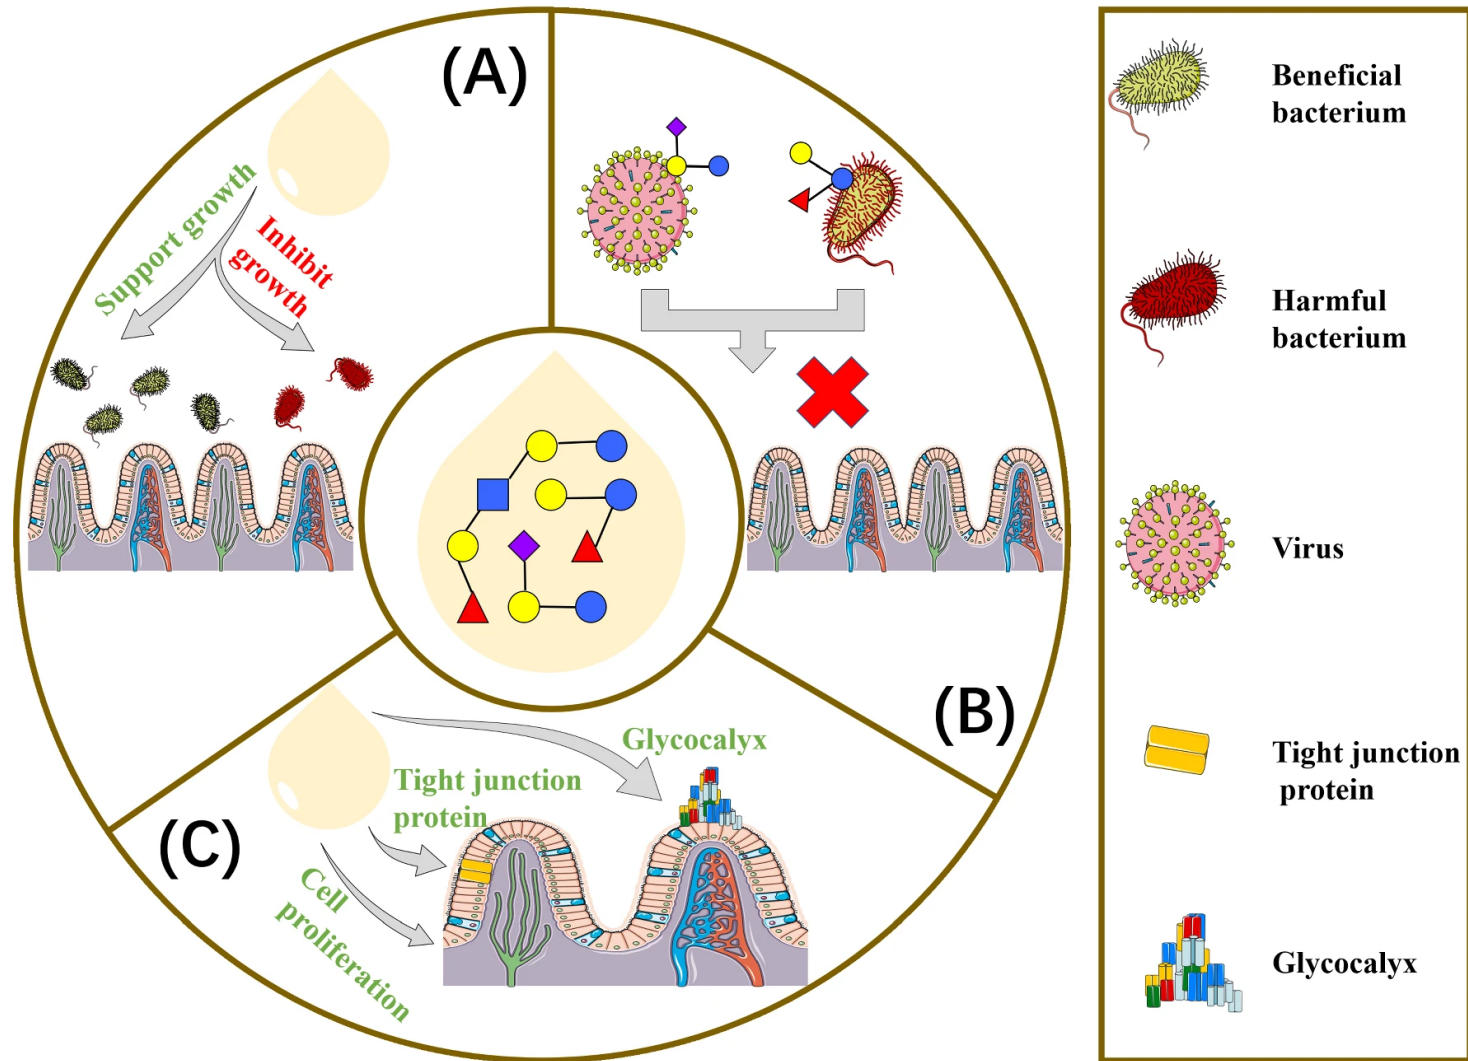 (A)
Support growth
Inhibit
growth
(B)
Glycocalyx
Tight junction
protein
(C)
Cell
proliferation
Beneficial
bacterium
Harmful
bacterium
Virus
Tight junction
protein
Glycocalyx